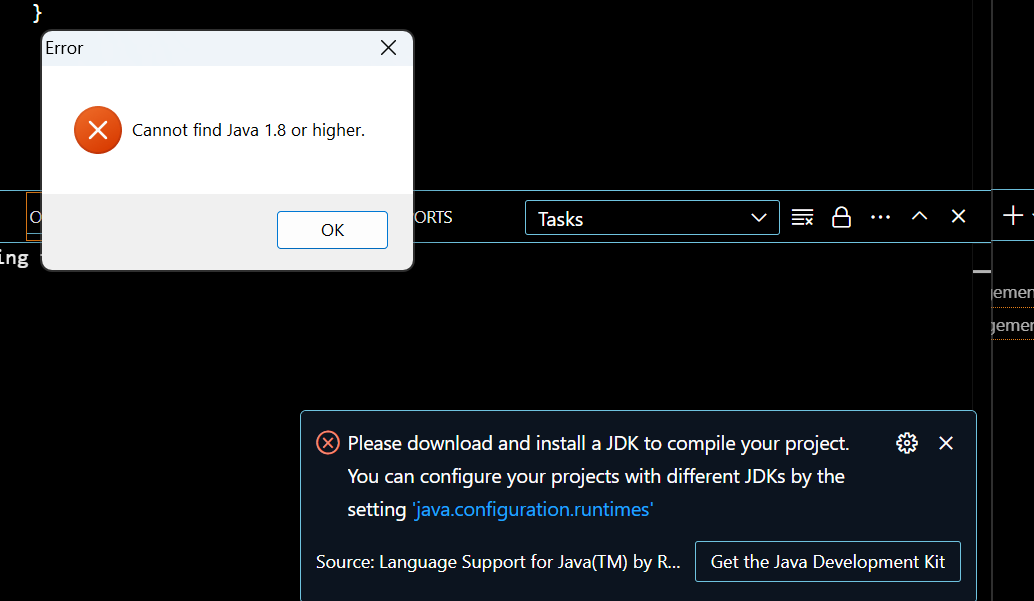 }
Error
Cannot find Java 1.8 or higher.
OK
ORTS
Tasks
ing
gemen
gemen
Please download and install a JDK to compile your project.
You can configure your projects with different JDKs by the
setting 'java.configuration.runtimes'
Source: Language Support for Java(TM) by R...
Get the Java Development Kit